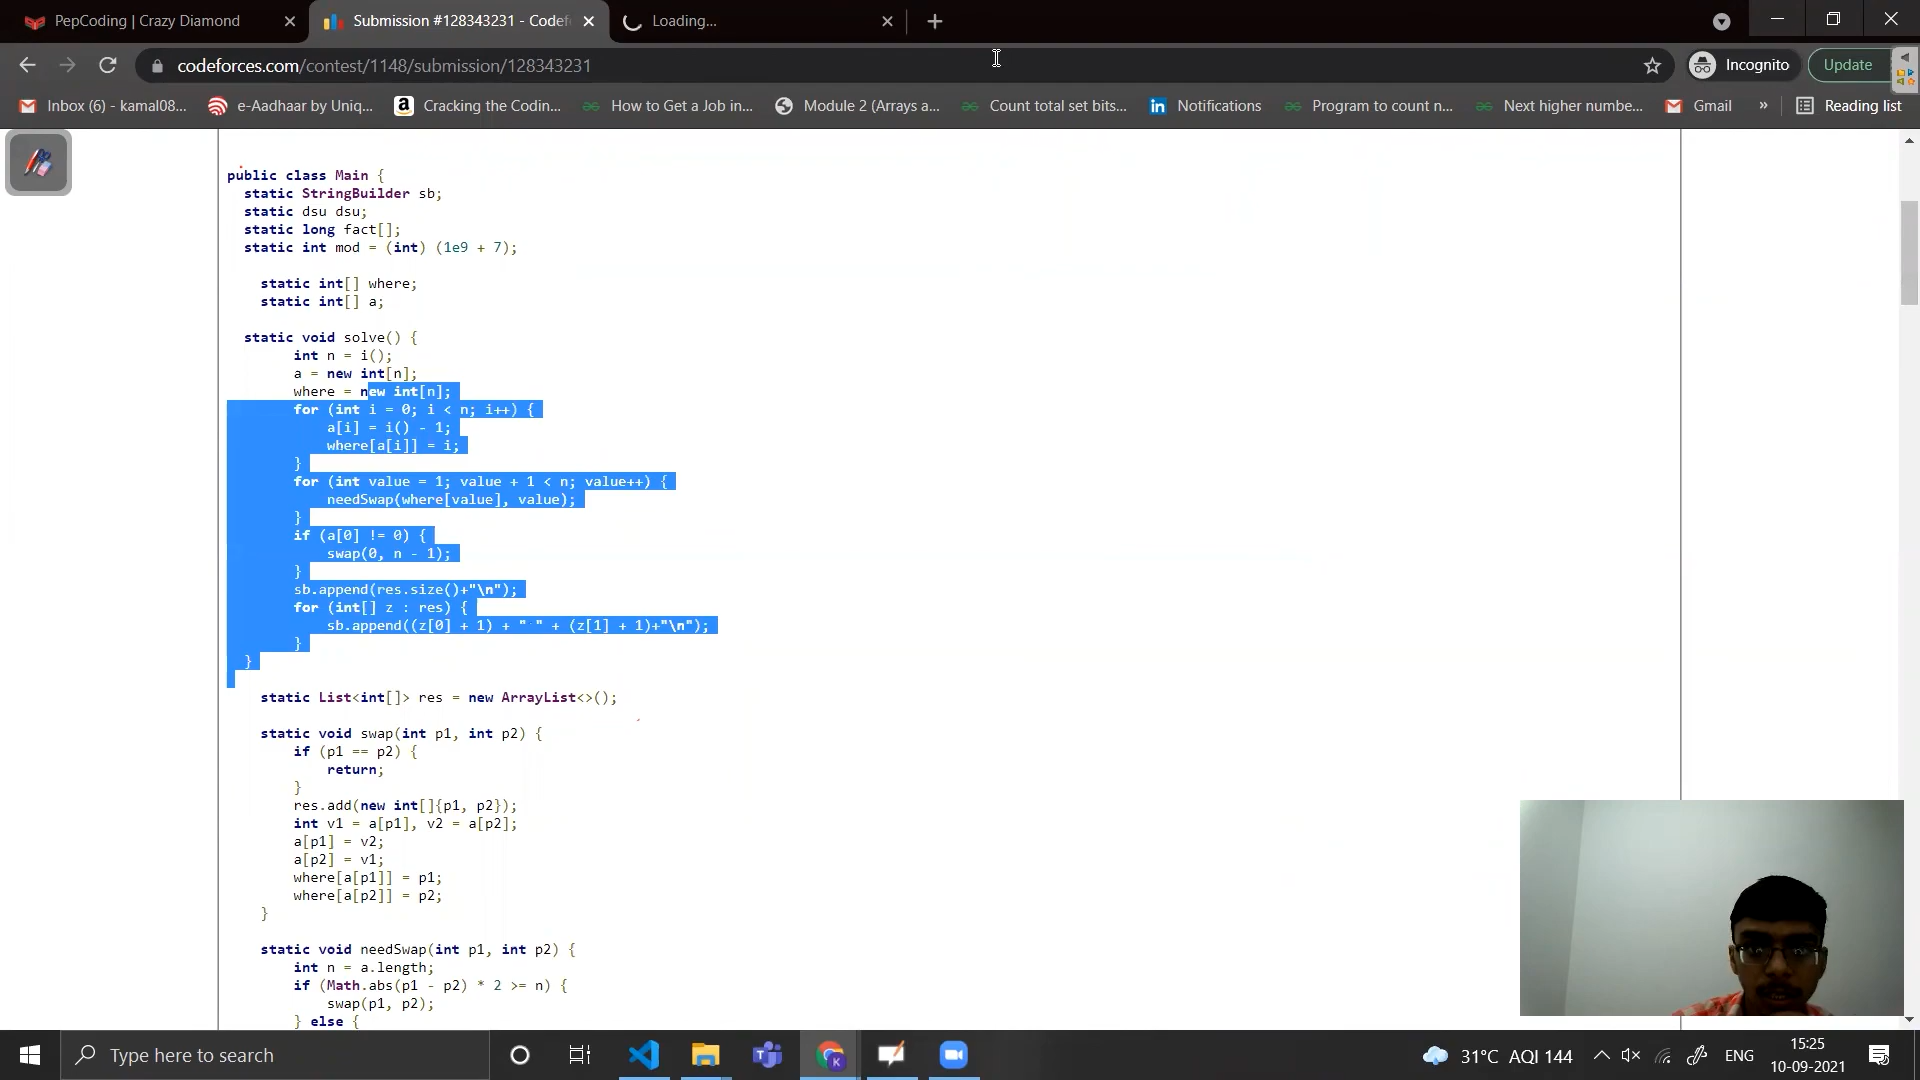 PepCoding | Crazy Diamond
Submission #128343231 - Codef
Loading...
codeforces.com/contest/1148/submission/128343231
Incognito
Update
Inbox (6) - kamal08...
e-Aadhaar by Uniq...
Cracking the Codin...
How to Get a Job in...
Module 2 (Arrays a...
Count total set bits...
Notifications
Program to count n...
Next higher numbe...
Gmail
»
Reading list
public class Main {
static StringBuilder sb;
static dsu dsu;
static long fact[];
static int mod = (int) (1e9 + 7);
static int[] where;
static int[] a;
static void solve() {
int n = i();
a = new int[n];
where = new int[n];
for (int i = 0; i < n; i++) {
a[i] = i() - 1;
where[a[i]] = i;
}
for (int value = 1; value + 1 < n; value++) {
needSwap(where[value], value);
}
if (a[0] != 0) {
swap(0, n - 1);
}
sb.append(res.size()+"\n");
for (int[] z : res) {
sb.append((z[0] + 1) + " " + (z[1] + 1)+"\n");
}
}
static List<int[]> res = new ArrayList<>();
static void swap(int p1, int p2) {
if (p1 == p2) {
return;
}
res.add(new int[]{p1, p2});
int v1 = a[p1], v2 = a[p2];
a[p1] = v2;
a[p2] = v1;
where[a[p1]] = p1;
where[a[p2]] = p2;
}
static void needSwap(int p1, int p2) {
int n = a.length;
if (Math.abs(p1 - p2) * 2 >= n) {
swap(p1, p2);
} else {
Type here to search
31°C AQI 144
ENG
15:25
10-09-2021